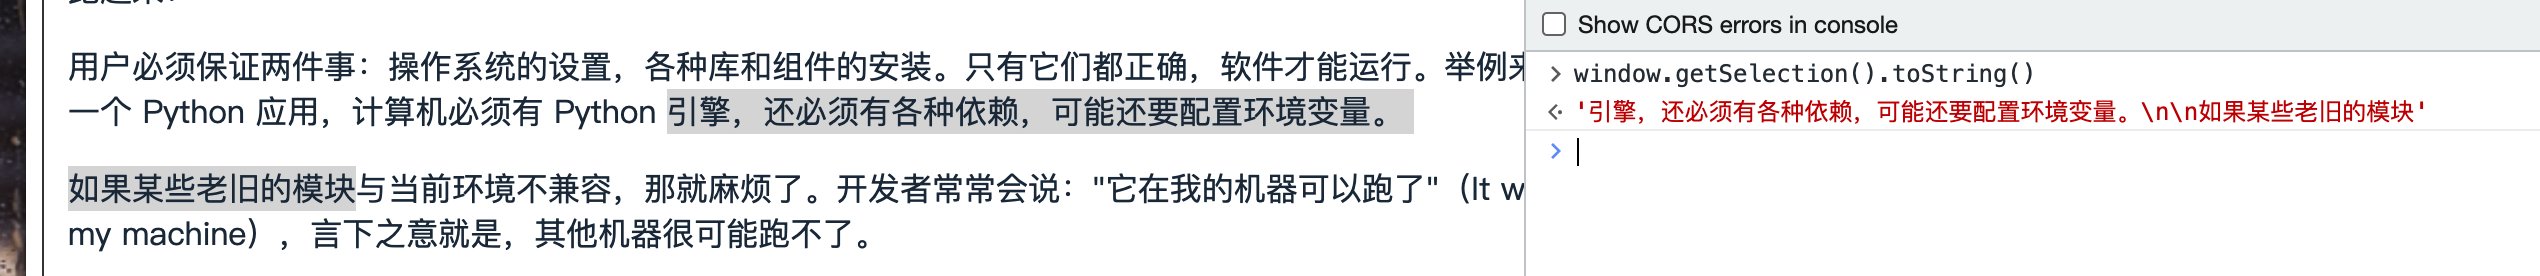 用户必须保证两件事：操作系统的设置，各种库和组件的安装。只有它们都正确，软件才能运行。举例
一个 Python 应用，计算机必须有 Python 引擎，还必须有各种依赖，可能还要配置环境变量。
如果某些老旧的模块与当前环境不兼容，那就麻烦了。开发者常常会说："它在我的机器可以跑了"（It w
my machine），言下之意就是，其他机器很可能跑不了。
Show CORS errors in console
window.getSelection().toString()
'引擎，还必须有各种依赖，可能还要配置环境变量。\n\n如果某些老旧的模块'